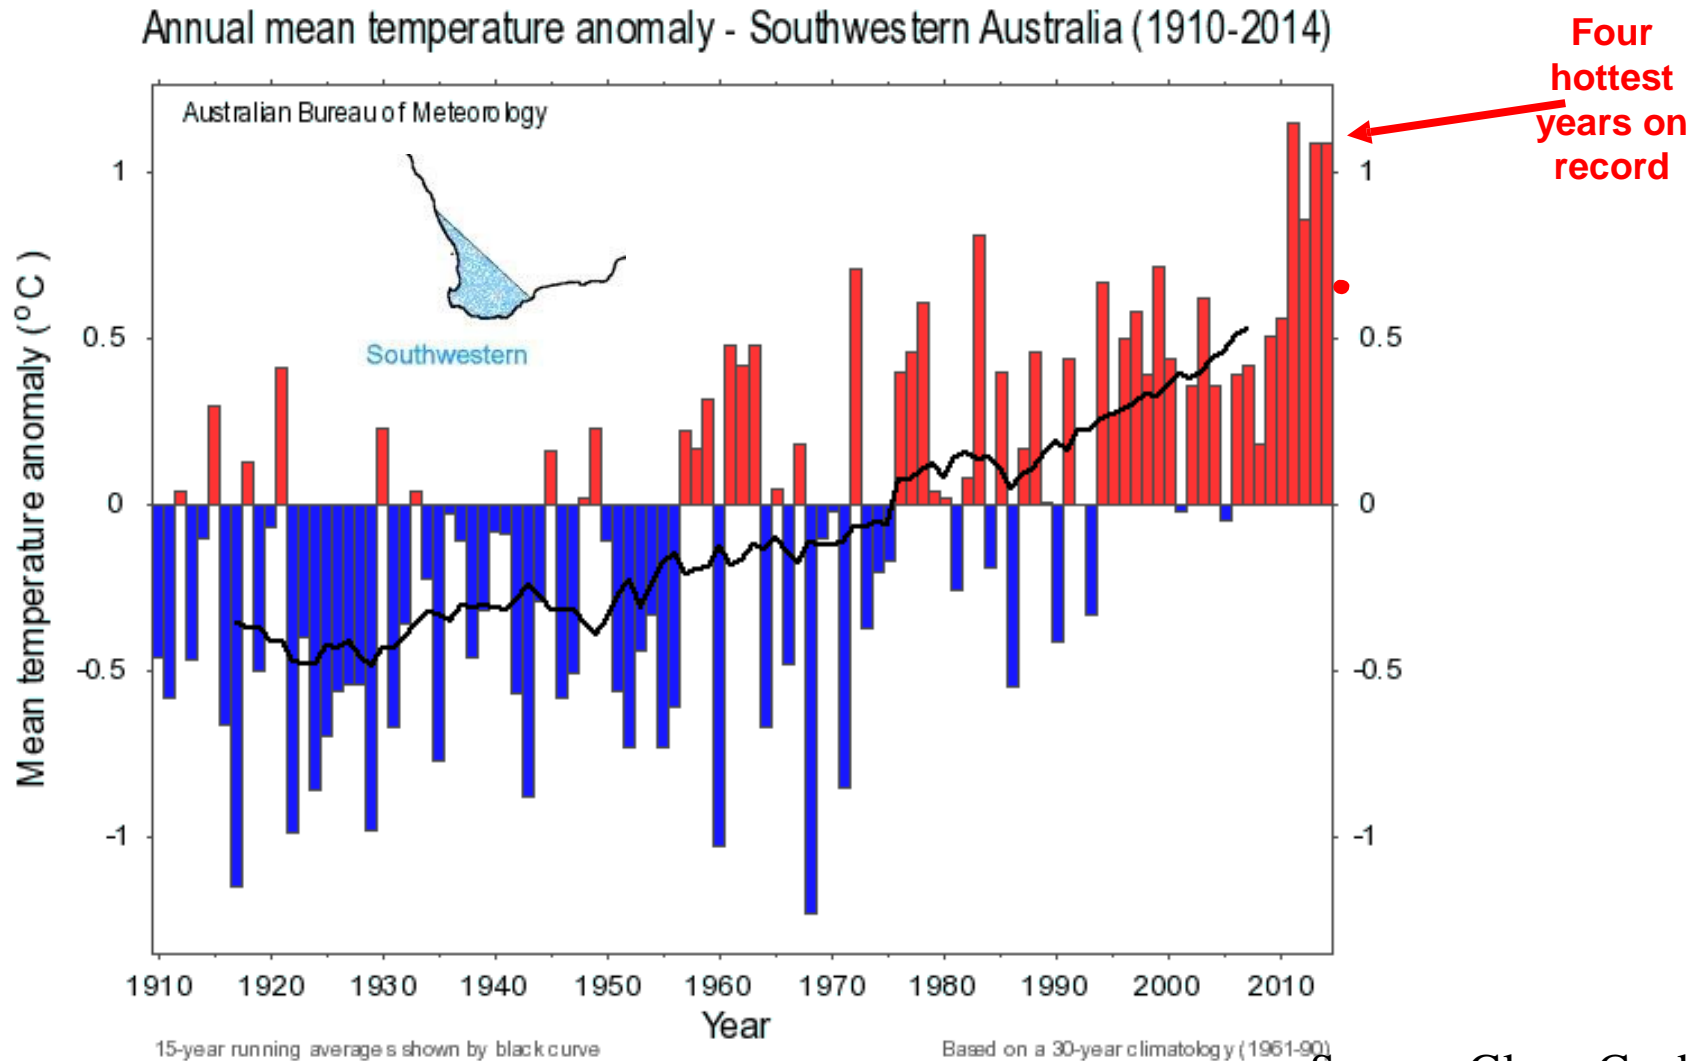 Annual mean temperature anomaly - Southwestern Australia (1910-2014)
Four
hottest
years on
record
Australian Bureau of Meteorology
Southwestern
Mean temperature anomaly (°C)
1
0.5
0
-0.5
-1
1
0.5
0
-0.5
-1
1910 1920 1930 1940 1950 1960 1970 1980 1990 2000 2010
Year
15-year running averages shown by black curve
Based on a 30-year climatology (1961-90)